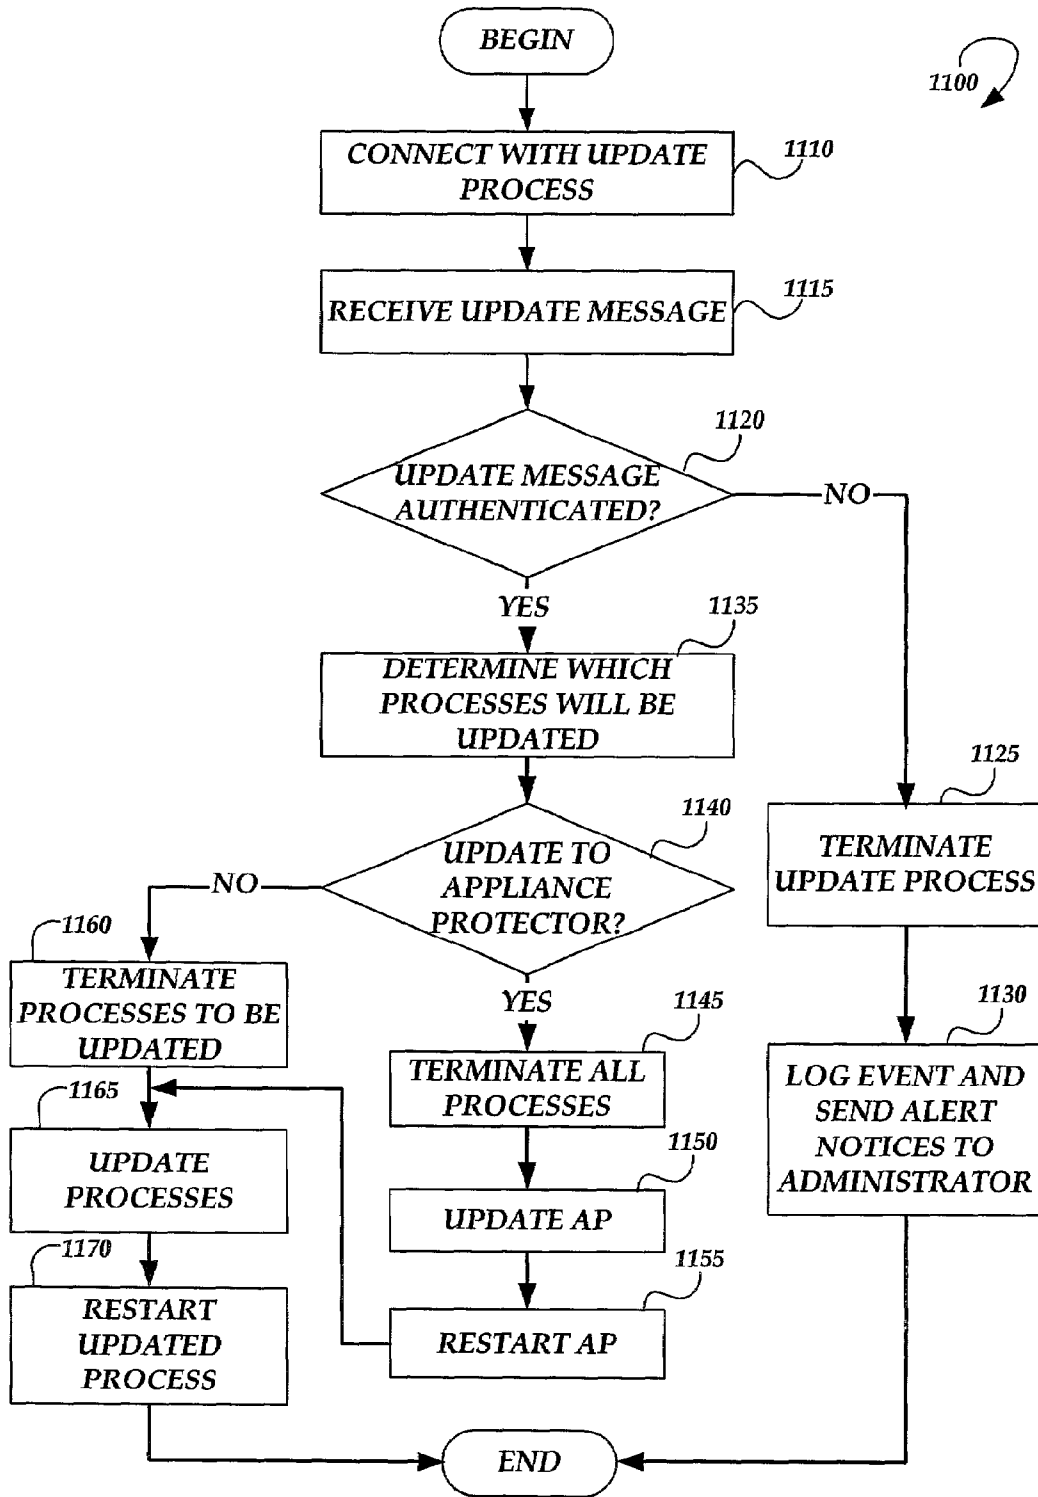 BEGIN
1100
CONNECT WITH UPDATE
PROCESS
1110
RECEIVE UPDATE MESSAGE
1115
UPDATE MESSAGE
AUTHENTICATED?
1120
NO
YES
DETERMINE WHICH
PROCESSES WILL BE
UPDATED
1135
UPDATE TO
APPLIANCE
PROTECTOR?
1140
NO
YES
TERMINATE
UPDATE PROCESS
1125
LOG EVENT AND
SEND ALERT
NOTICES TO
ADMINISTRATOR
1130
1160
TERMINATE
PROCESSES TO BE
UPDATED
TERMINATE ALL
PROCESSES
1145
1165
UPDATE
PROCESSES
UPDATE AP
1150
1170
RESTART
UPDATED
PROCESS
RESTART AP
1155
END